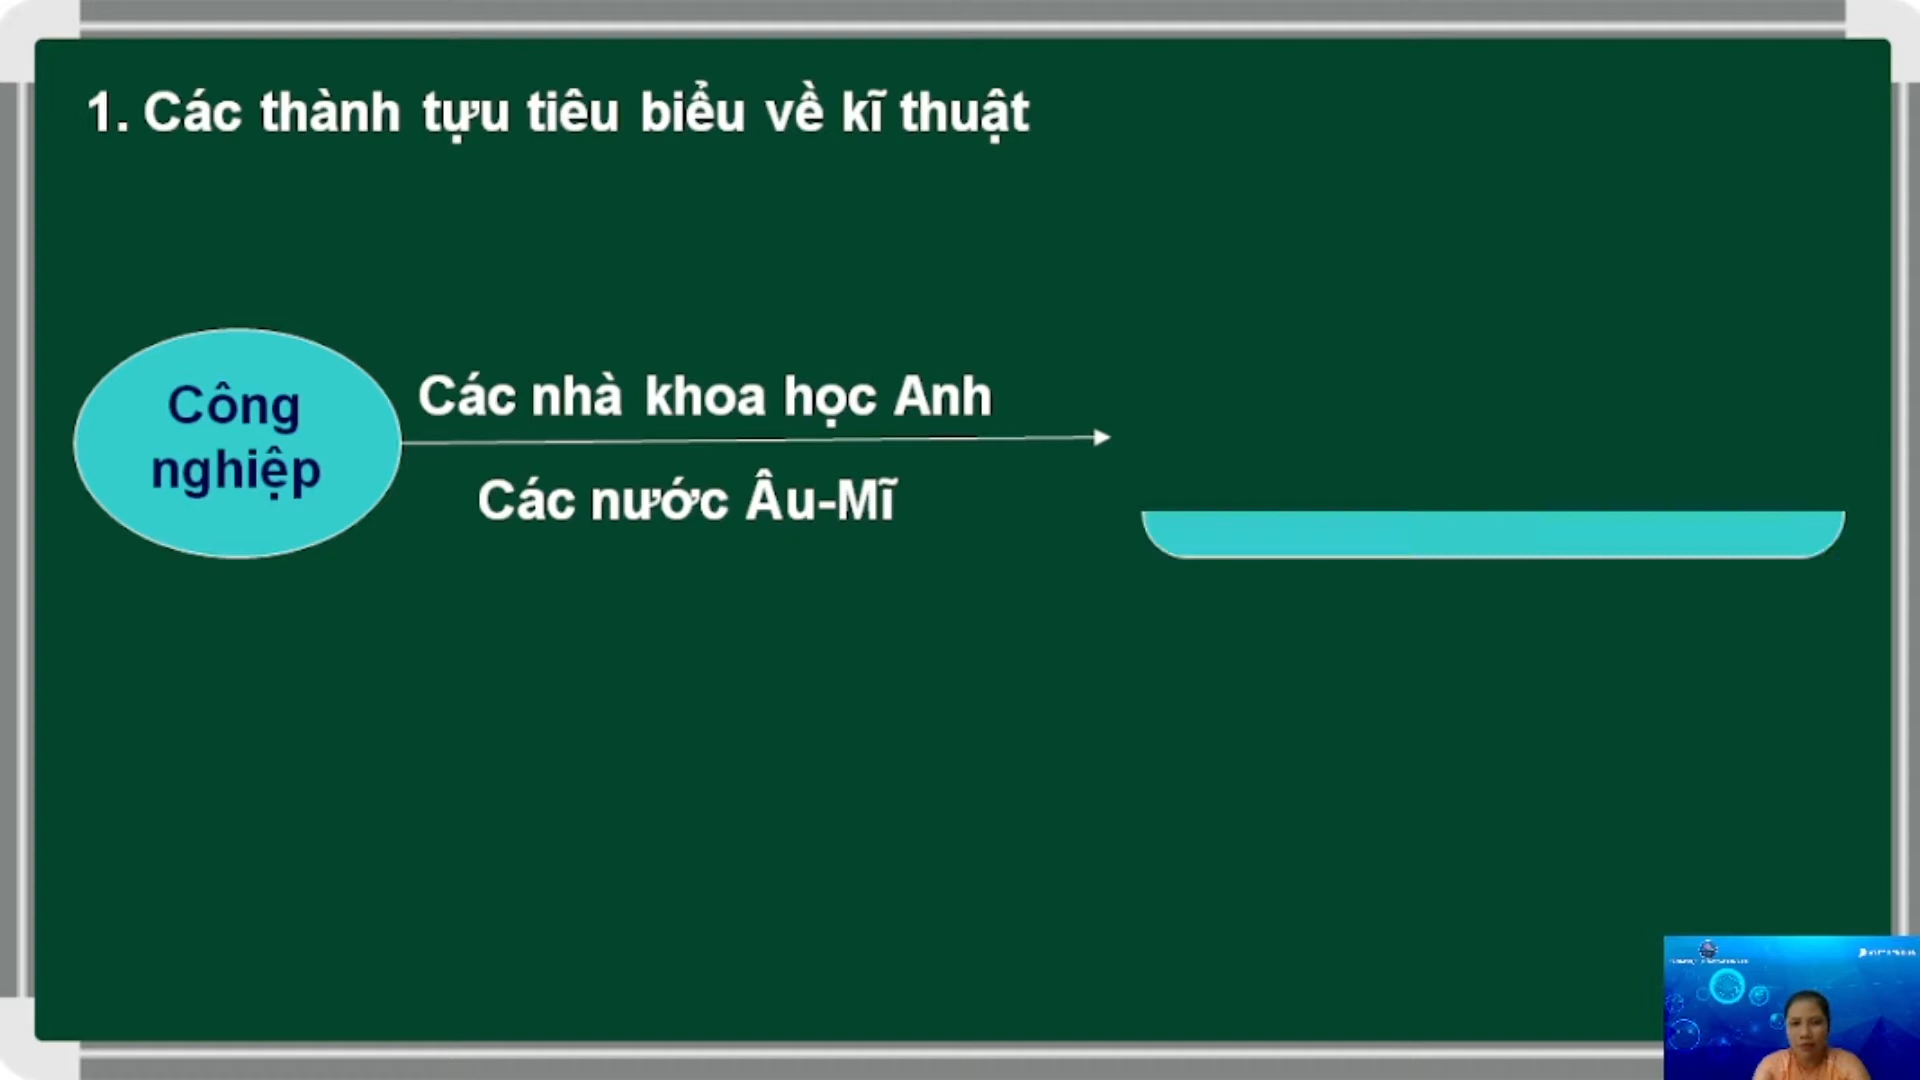 1. Các thành tựu tiêu biểu về kĩ thuật
Các nhà khoa học Anh
Công
nghiệp
Các nước Âu-Mĩ